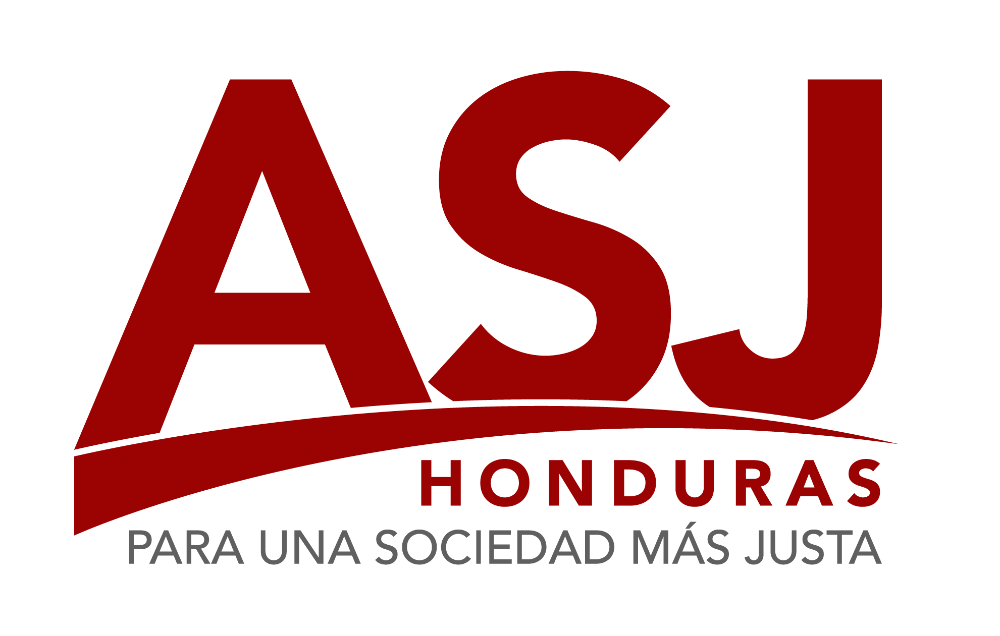 ASJ
HONDURAS
PARA UNA SOCIEDAD MÁS JUSTA